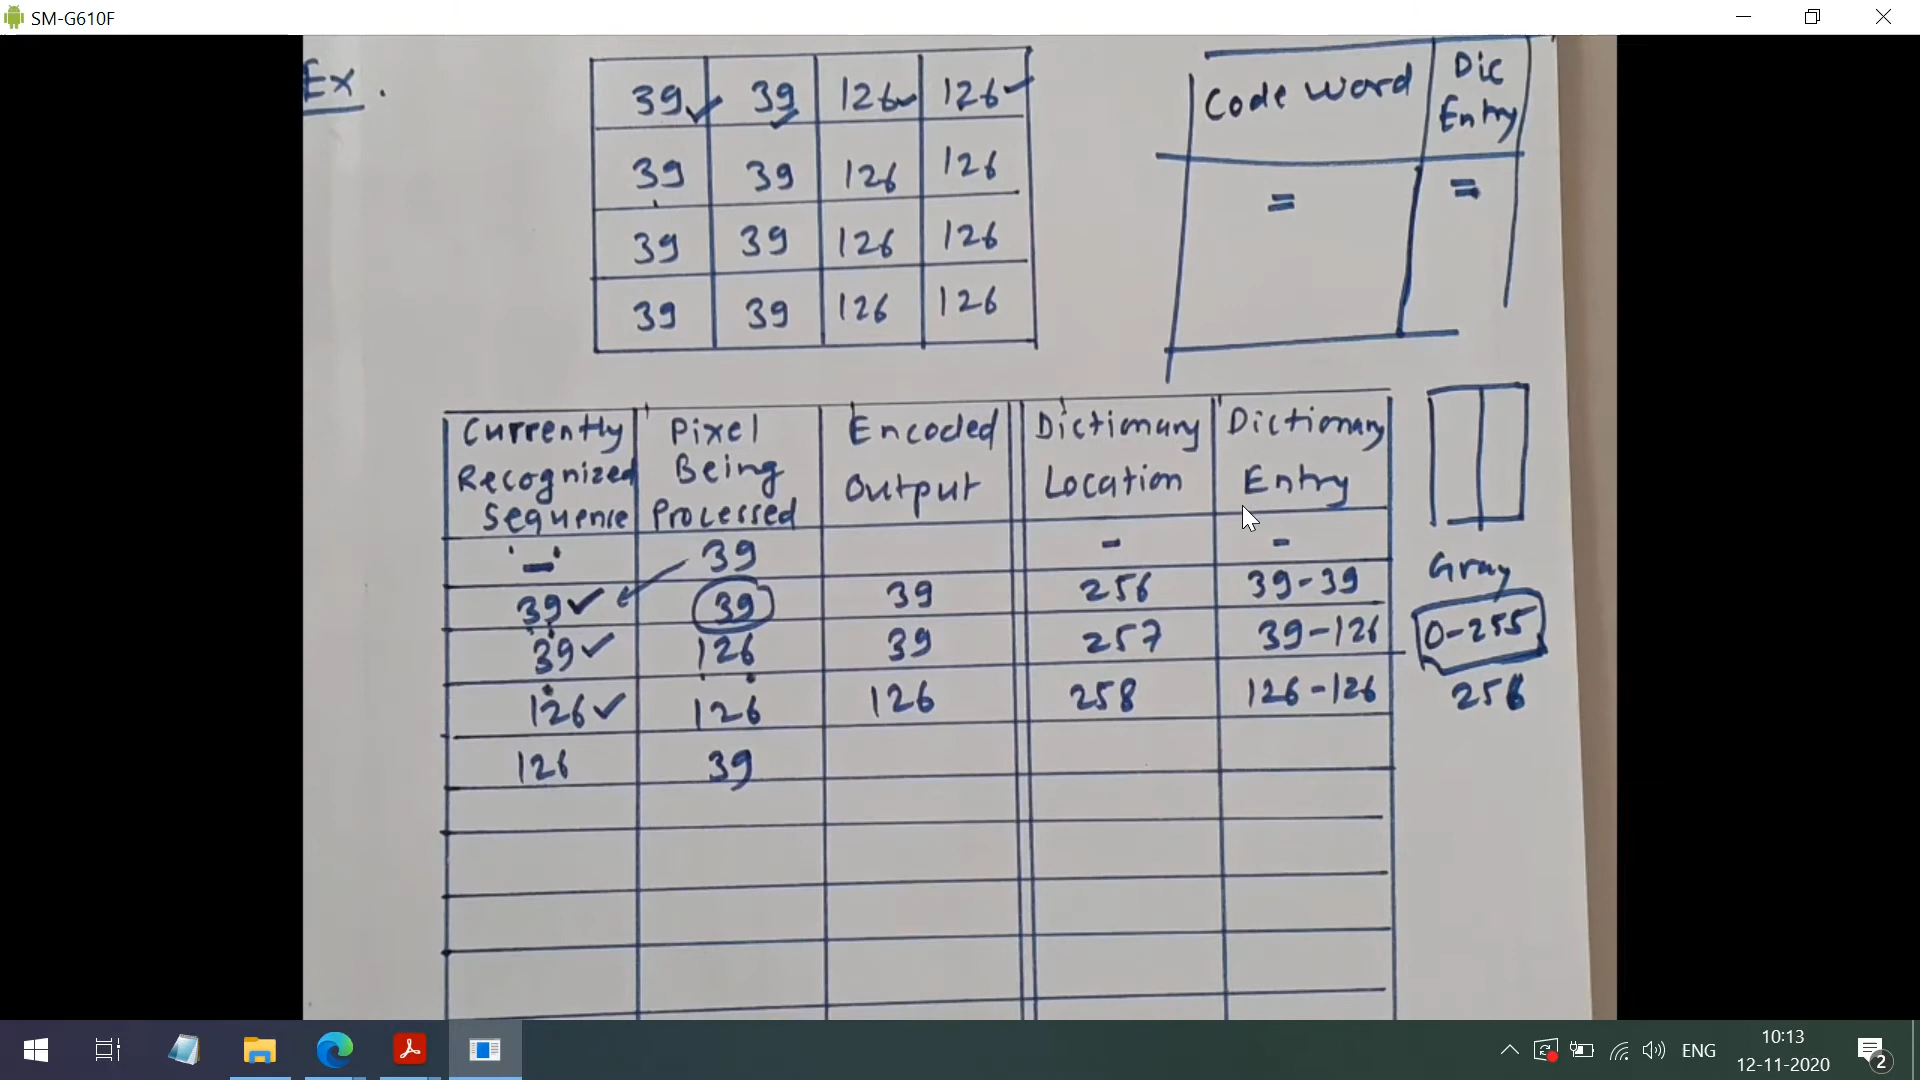 SM-G610F
Ex.
39 39 126 126
39 39 126 126
39 39 126 126
39 39 126 126
Code Word Dic Entry
= =
Currently Recognized Sequence Pixel Being Processed Encoded Output Dictionary Location Dictionary Entry
- 39 - -
39 39 39 256 39-39
39 126 39 257 39-126
126 126 126 258 126-126
126 39
Gray
0-255
256
ENG
10:13
12-11-2020
2